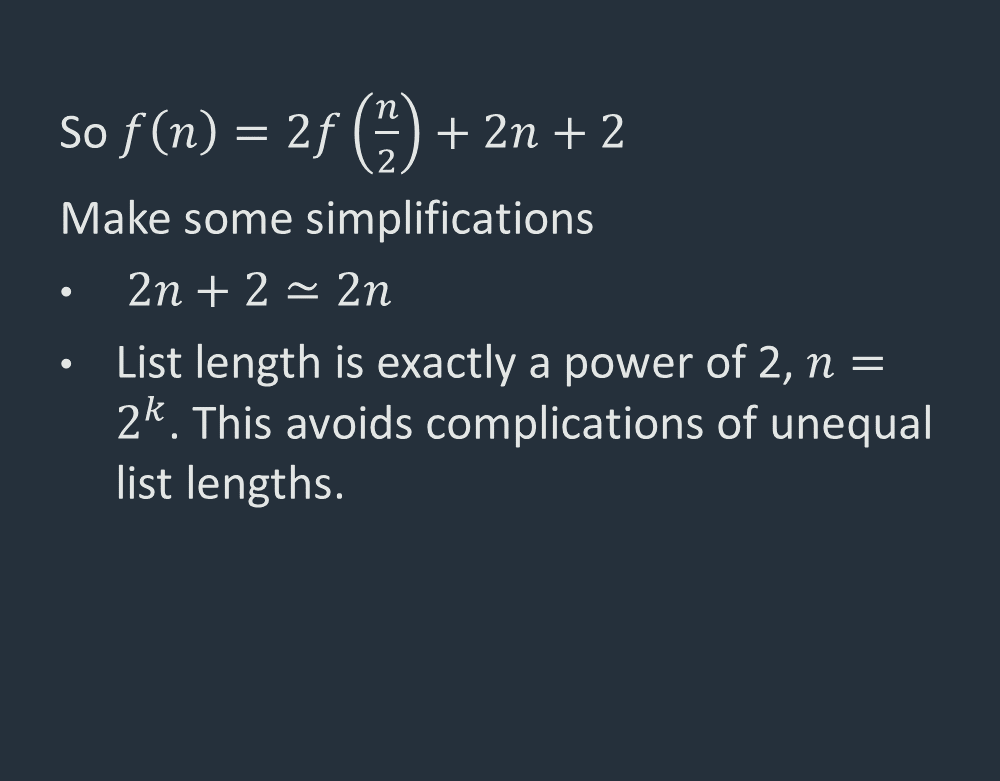 So f(n) = 2f(n/2) + 2n + 2
Make some simplifications
• 2n + 2 ≃ 2n
• List length is exactly a power of 2, n =
2^k. This avoids complications of unequal
list lengths.